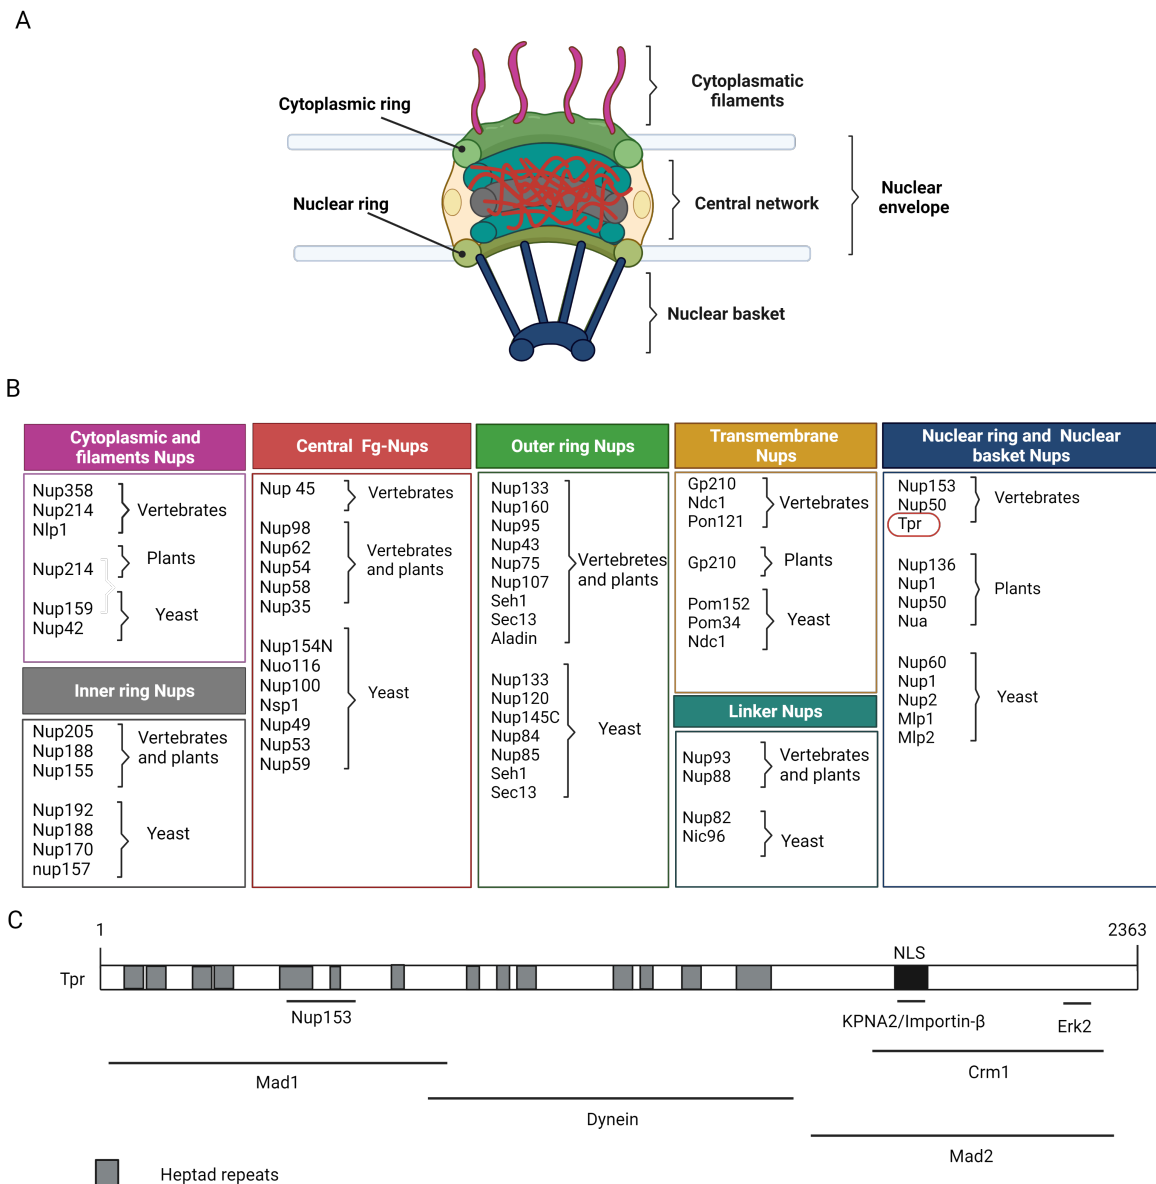 A
Cytoplasmatic
filaments
Cytoplasmic ring
Nuclear ring
Central network
Nuclear
envelope
Nuclear basket
B
Cytoplasmic and
filaments Nups
Nup358
Nup214
Nlp1
Vertebrates
Nup214
Plants
Nup159
Nup42
Yeast
Inner ring Nups
Nup205
Nup188
Nup155
Vertebrates
and plants
Nup192
Nup188
Nup170
nup157
Yeast
Central Fg-Nups
Nup 45
Vertebrates
Nup98
Nup62
Nup54
Nup58
Nup35
Vertebrates
and plants
Nup154N
Nuo116
Nup100
Nsp1
Nup49
Nup53
Nup59
Yeast
Outer ring Nups
Nup133
Nup160
Nup95
Nup43
Nup75
Nup107
Seh1
Sec13
Aladin
Vertebretes
and plants
Nup133
Nup120
Nup145C
Nup84
Nup85
Seh1
Sec13
Yeast
Transmembrane
Nups
Gp210
Ndc1
Pon121
Vertebrates
Gp210
Plants
Pom152
Pom34
Ndc1
Yeast
Linker Nups
Nup93
Nup88
Vertebrates
and plants
Nup82
Nic96
Yeast
Nuclear ring and Nuclear
basket Nups
Nup153
Nup50
Tpr
Vertebrates
Nup136
Nup1
Nup50
Nua
Plants
Nup60
Nup1
Nup2
Mlp1
Mlp2
Yeast
C
1
2363
NLS
Tpr
Nup153
KPNA2/Importin-β
Erk2
Mad1
Crm1
Dynein
Mad2
Heptad repeats